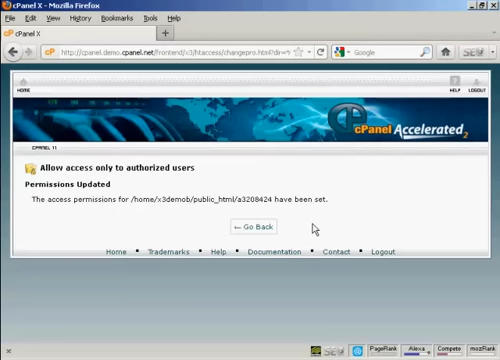 cPanel X - Mozilla Firefox
File Edit View History Bookmarks Tools Help
cPanel X
http://cpanel.demo.cpanel.net/frontend/x3/htaccess/changepro.html?dir=
Google
HOME
HELP
LOGOUT
cPanel Accelerated 2
CPANEL 11
Allow access only to authorized users
Permissions Updated
The access permissions for /home/x3demob/public_html/a3208424 have been set.
← Go Back
Home • Trademarks • Help • Documentation • Contact • Logout
PageRank
Alexa
Compete
mozRank